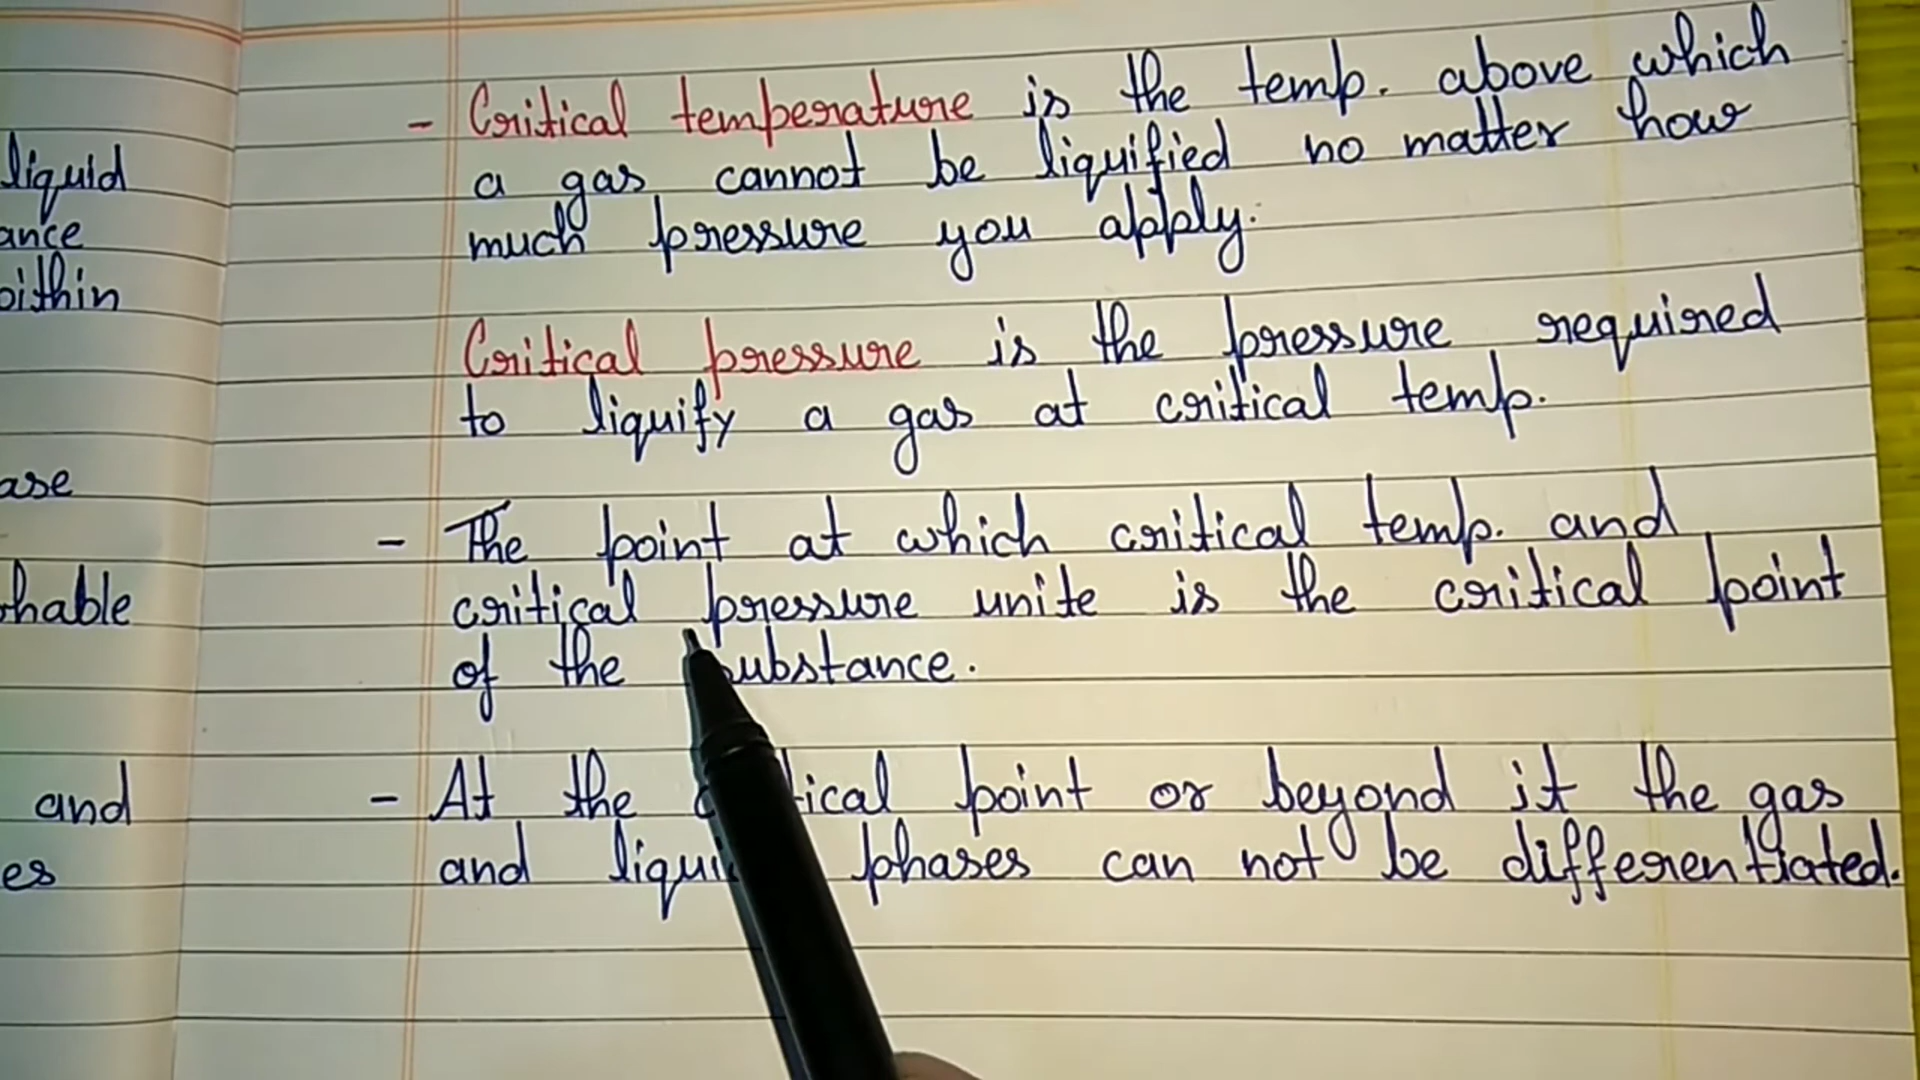 liquid
ance
within
ase
hable
and
es
- Critical temperature is the temp. above which
a gas cannot be liquified no matter how
much pressure you apply.
Critical pressure is the pressure required
to liquify a gas at critical temp.
- The point at which critical temp. and
critical pressure unite is the critical point
of the substance.
- At the critical point or beyond it the gas
and liquid phases can not be differentiated.